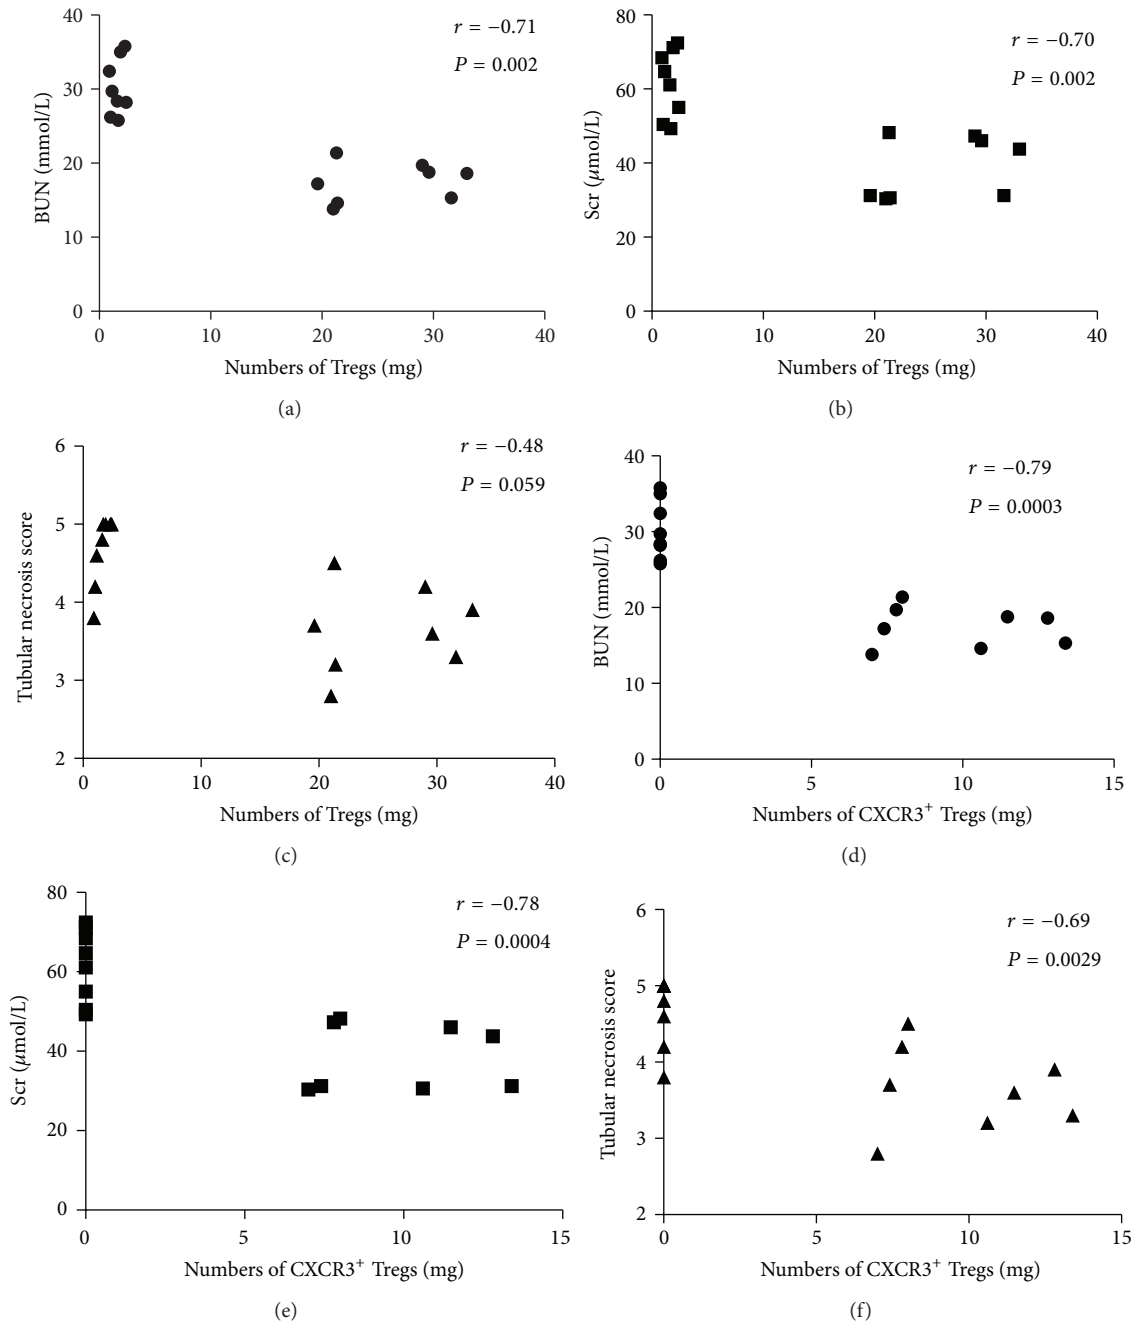 40
30
20
10
0
BUN (mmol/L)
r = −0.71
P = 0.002
0 10 20 30 40
Numbers of Tregs (mg)
(a)
80
60
40
20
0
Scr (μmol/L)
r = −0.70
P = 0.002
0 10 20 30 40
Numbers of Tregs (mg)
(b)
6
5
4
3
2
Tubular necrosis score
r = −0.48
P = 0.059
0 10 20 30 40
Numbers of Tregs (mg)
(c)
40
30
20
10
0
BUN (mmol/L)
r = −0.79
P = 0.0003
0 5 10 15
Numbers of CXCR3⁺ Tregs (mg)
(d)
80
60
40
20
0
Scr (μmol/L)
r = −0.78
P = 0.0004
0 5 10 15
Numbers of CXCR3⁺ Tregs (mg)
(e)
6
5
4
3
2
Tubular necrosis score
r = −0.69
P = 0.0029
0 5 10 15
Numbers of CXCR3⁺ Tregs (mg)
(f)